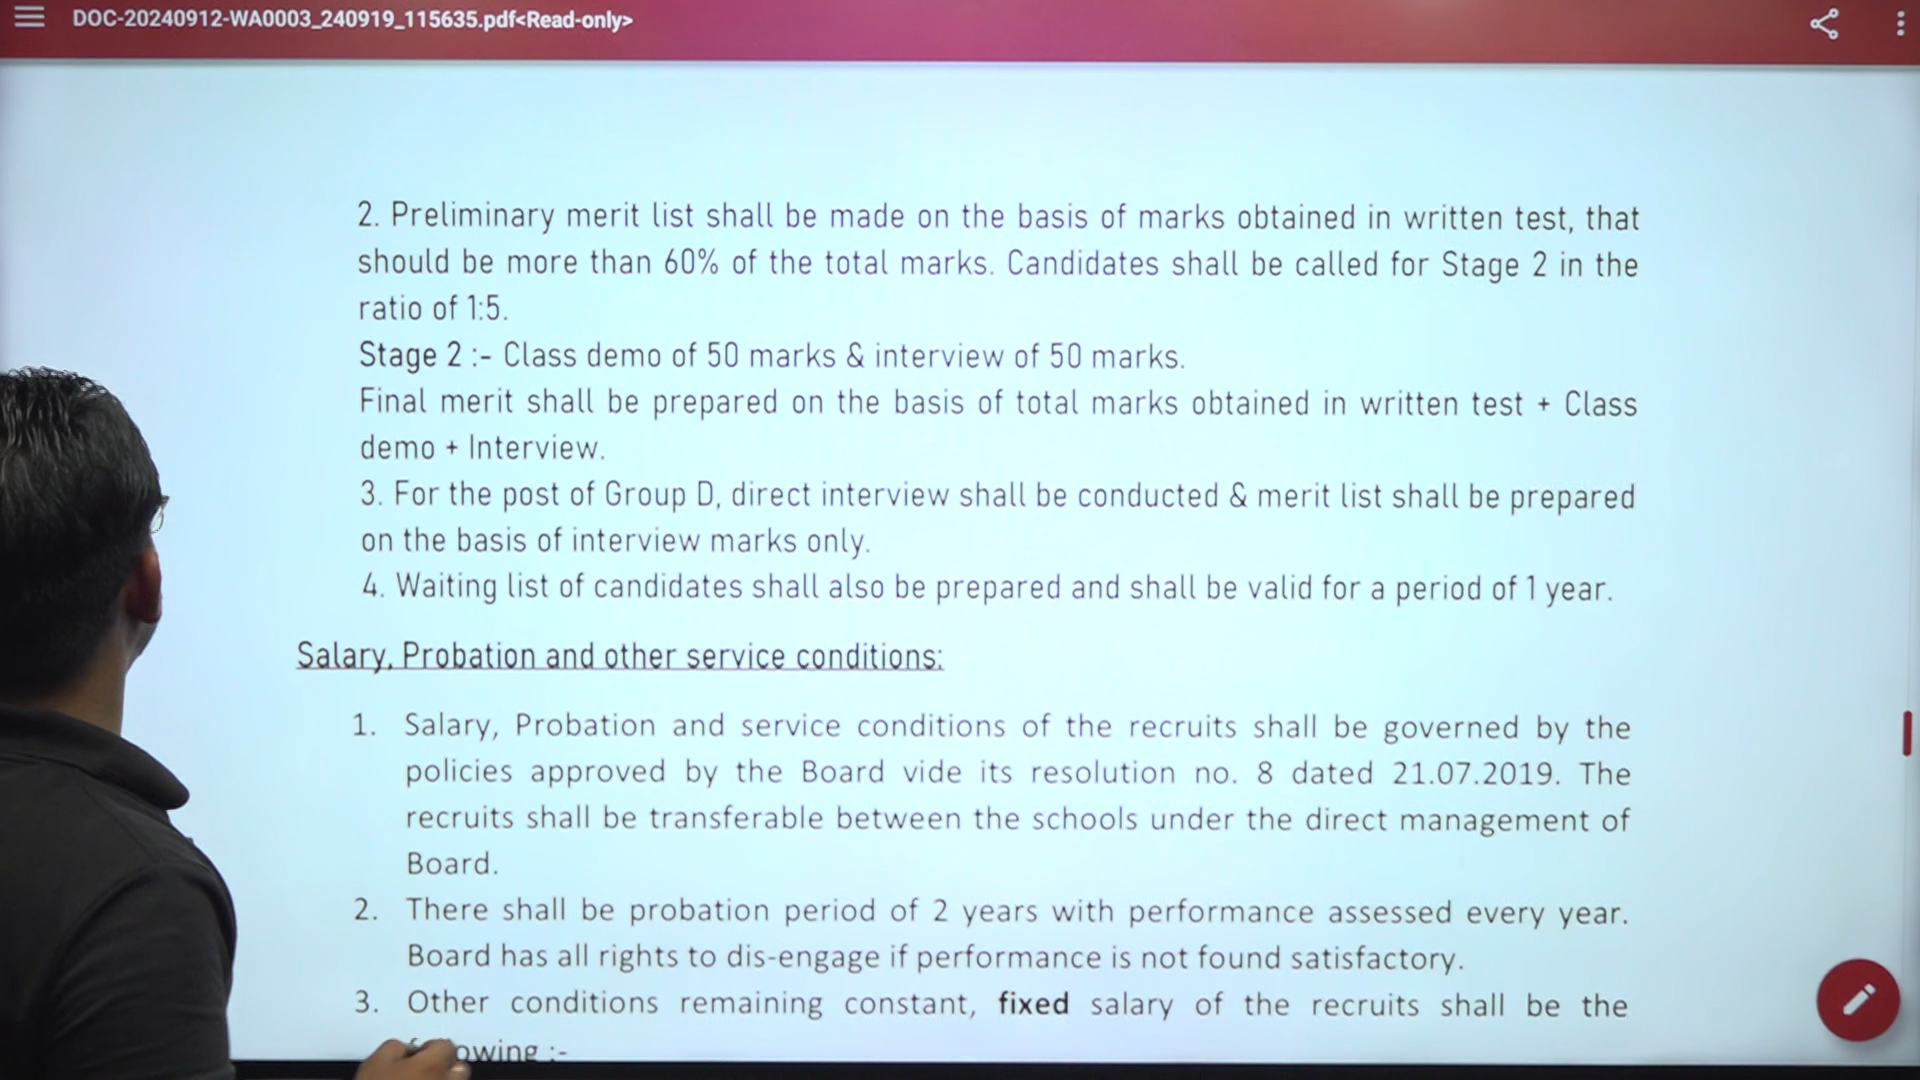 DOC-20240912-WA0003_240919_115635.pdf<Read-only>
2. Preliminary merit list shall be made on the basis of marks obtained in written test, that
should be more than 60% of the total marks. Candidates shall be called for Stage 2 in the
ratio of 1:5.
Stage 2 :- Class demo of 50 marks & interview of 50 marks.
Final merit shall be prepared on the basis of total marks obtained in written test + Class
demo + Interview.
3. For the post of Group D, direct interview shall be conducted & merit list shall be prepared
on the basis of interview marks only.
4. Waiting list of candidates shall also be prepared and shall be valid for a period of 1 year.
Salary, Probation and other service conditions:
1. Salary, Probation and service conditions of the recruits shall be governed by the
policies approved by the Board vide its resolution no. 8 dated 21.07.2019. The
recruits shall be transferable between the schools under the direct management of
Board.
2. There shall be probation period of 2 years with performance assessed every year.
Board has all rights to dis-engage if performance is not found satisfactory.
3. Other conditions remaining constant, fixed salary of the recruits shall be the
:-